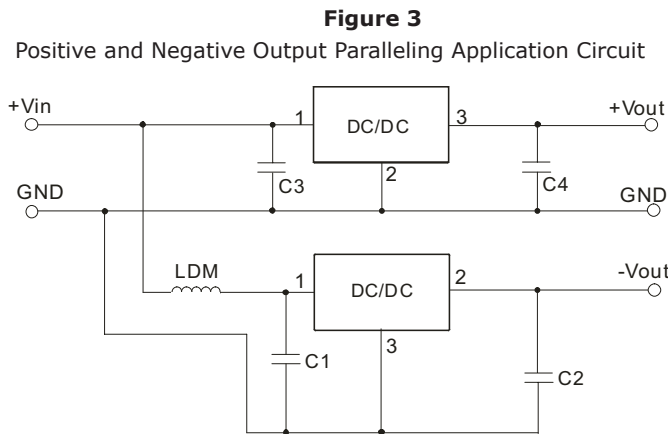 Figure 3
Positive and Negative Output Paralleling Application Circuit
+Vin
1
DC/DC
3
+Vout
C3
2
C4
GND
GND
LDM
1
DC/DC
2
-Vout
3
C1
C2